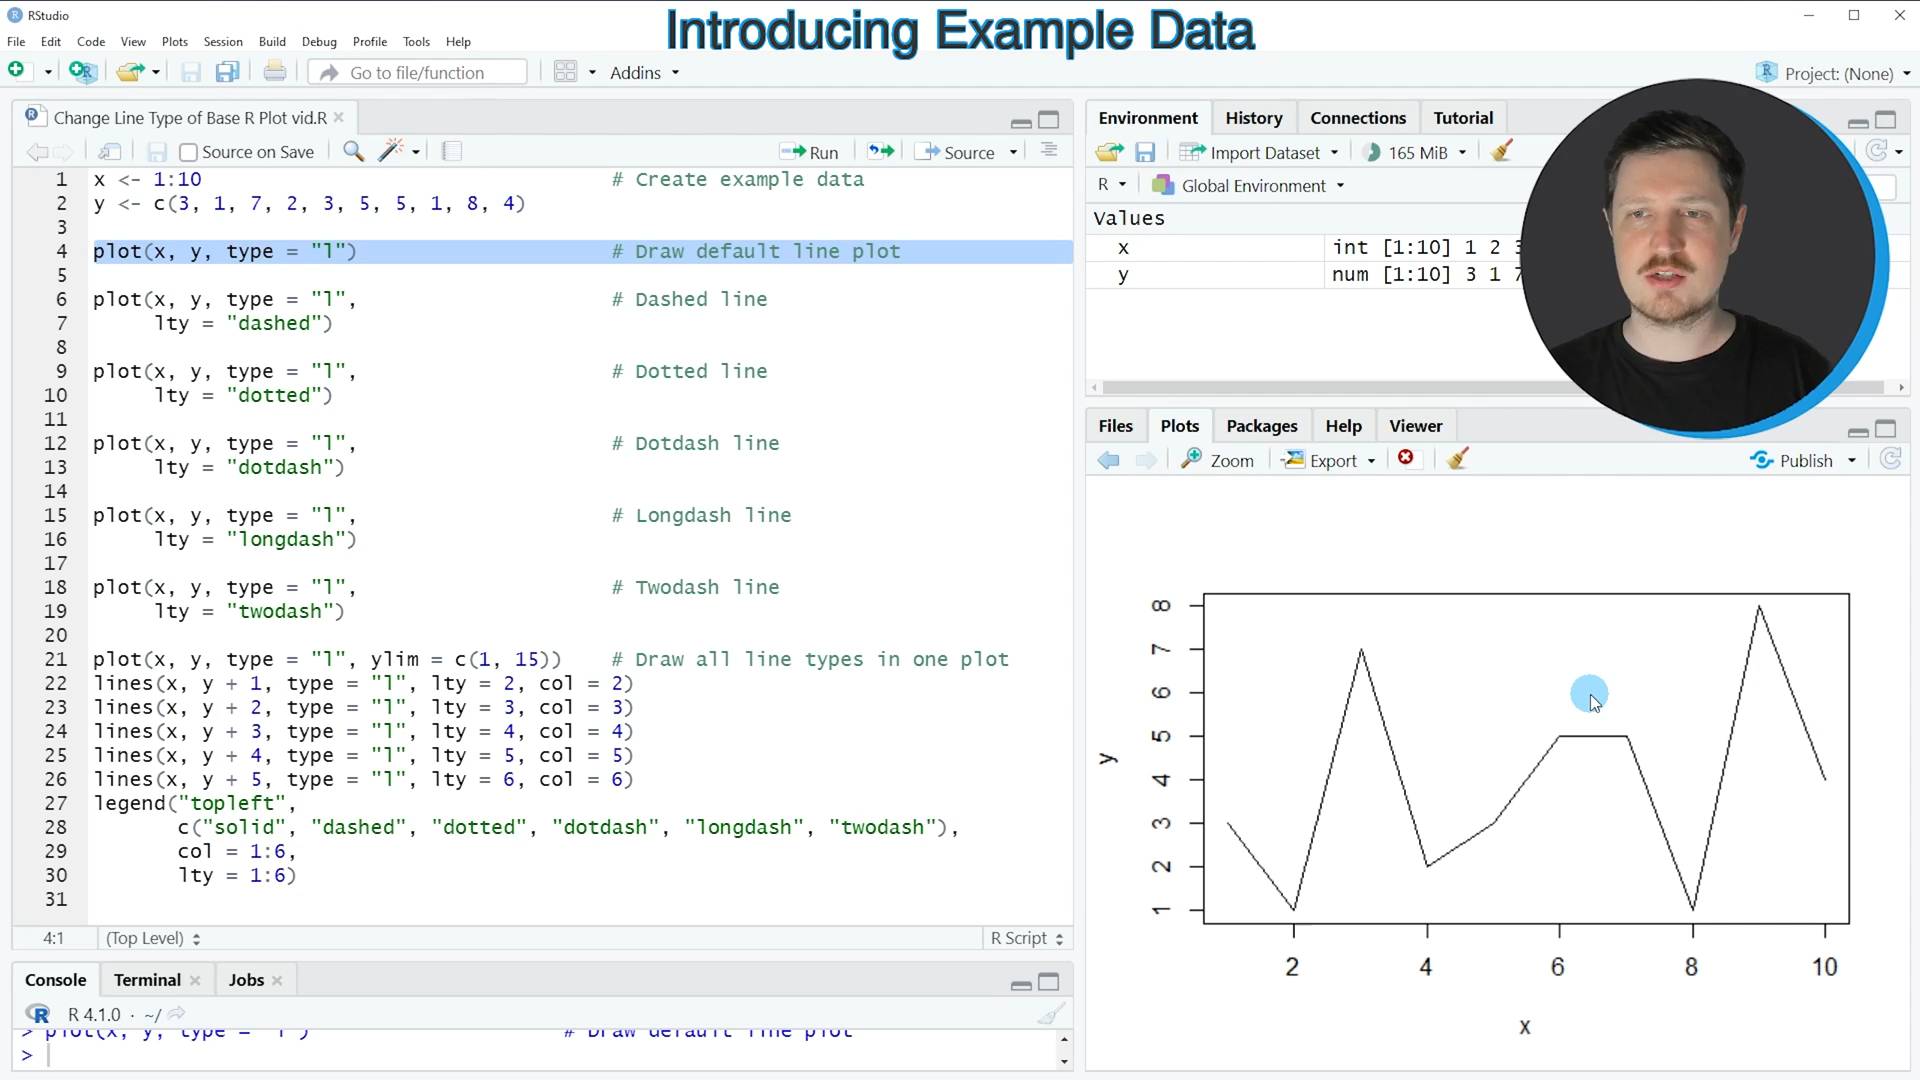 RStudio
Introducing Example Data
File Edit Code View Plots Session Build Debug Profile Tools Help
Go to file/function Addins Project: (None)
Change Line Type of Base R Plot vid.R
Source on Save Run Source
1 x <- 1:10 # Create example data
2 y <- c(3, 1, 7, 2, 3, 5, 5, 1, 8, 4)
3
4 plot(x, y, type = "l") # Draw default line plot
5
6 plot(x, y, type = "l", # Dashed line
7 lty = "dashed")
8
9 plot(x, y, type = "l", # Dotted line
10 lty = "dotted")
11
12 plot(x, y, type = "l", # Dotdash line
13 lty = "dotdash")
14
15 plot(x, y, type = "l", # Longdash line
16 lty = "longdash")
17
18 plot(x, y, type = "l", # Twodash line
19 lty = "twodash")
20
21 plot(x, y, type = "l", ylim = c(1, 15)) # Draw all line types in one plot
22 lines(x, y + 1, type = "l", lty = 2, col = 2)
23 lines(x, y + 2, type = "l", lty = 3, col = 3)
24 lines(x, y + 3, type = "l", lty = 4, col = 4)
25 lines(x, y + 4, type = "l", lty = 5, col = 5)
26 lines(x, y + 5, type = "l", lty = 6, col = 6)
27 legend("topleft",
28 c("solid", "dashed", "dotted", "dotdash", "longdash", "twodash"),
29 col = 1:6,
30 lty = 1:6)
31
4:1 (Top Level) R Script
Console Terminal Jobs
R 4.1.0 · ~/
> plot(x, y, type = "l") # Draw default line plot
>
Environment History Connections Tutorial
Import Dataset 165 MiB
R Global Environment
Values
x int [1:10] 1 2 3
y num [1:10] 3 1 7
Files Plots Packages Help Viewer
Zoom Export Publish
8
7
6
5
4
3
2
1
y
2 4 6 8 10
x